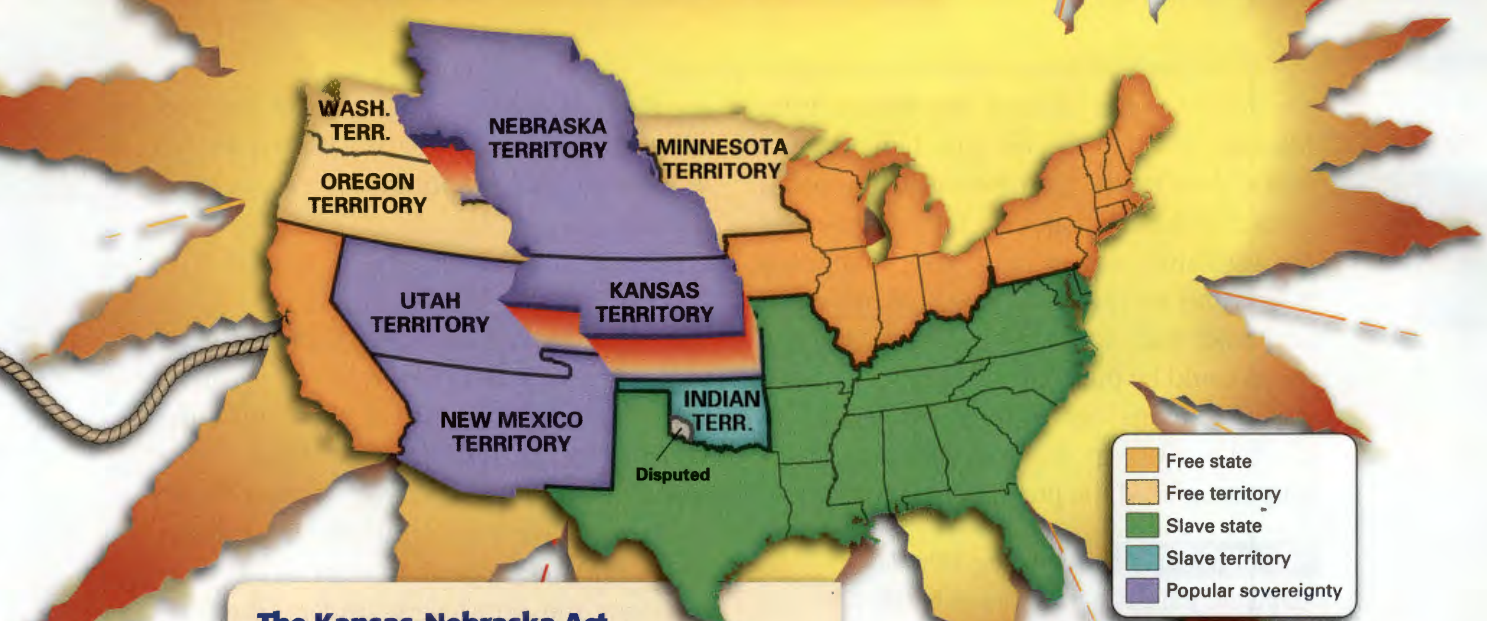 WASH.
TERR.
NEBRASKA
TERRITORY
MINNESOTA
TERRITORY
OREGON
TERRITORY
UTAH
TERRITORY
KANSAS
TERRITORY
NEW MEXICO
TERRITORY
INDIAN
TERR.
Disputed
Free state
Free territory
Slave state
Slave territory
Popular sovereignty
The Kansas-Nebraska Act